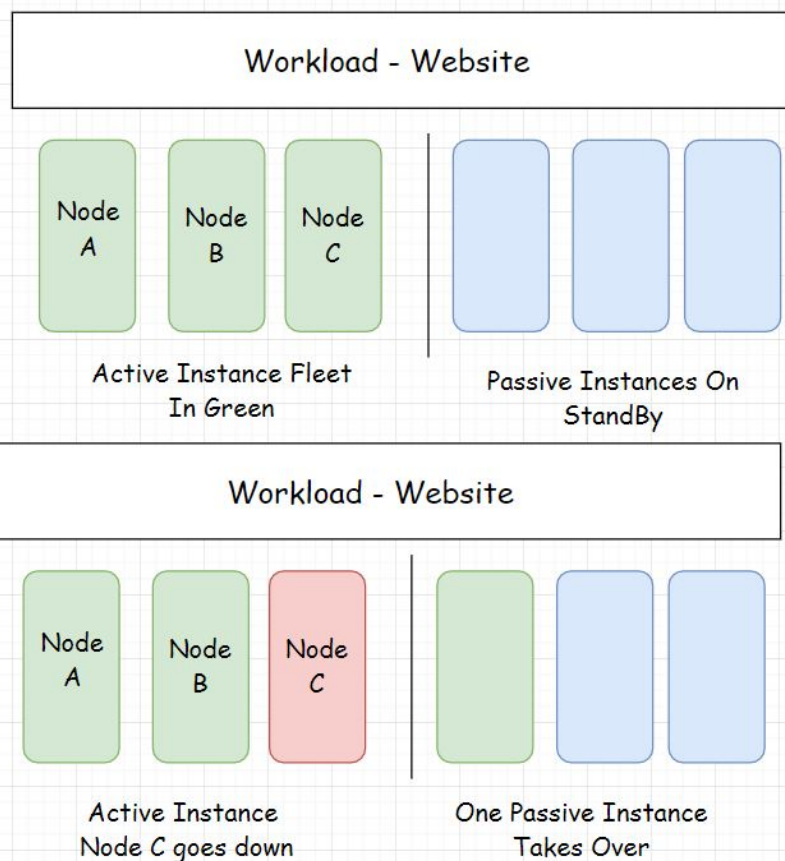 Workload - Website
Node
A
Node
B
Node
C
Active Instance Fleet
In Green
Passive Instances On
StandBy
Workload - Website
Node
A
Node
B
Node
C
Active Instance
Node C goes down
One Passive Instance
Takes Over